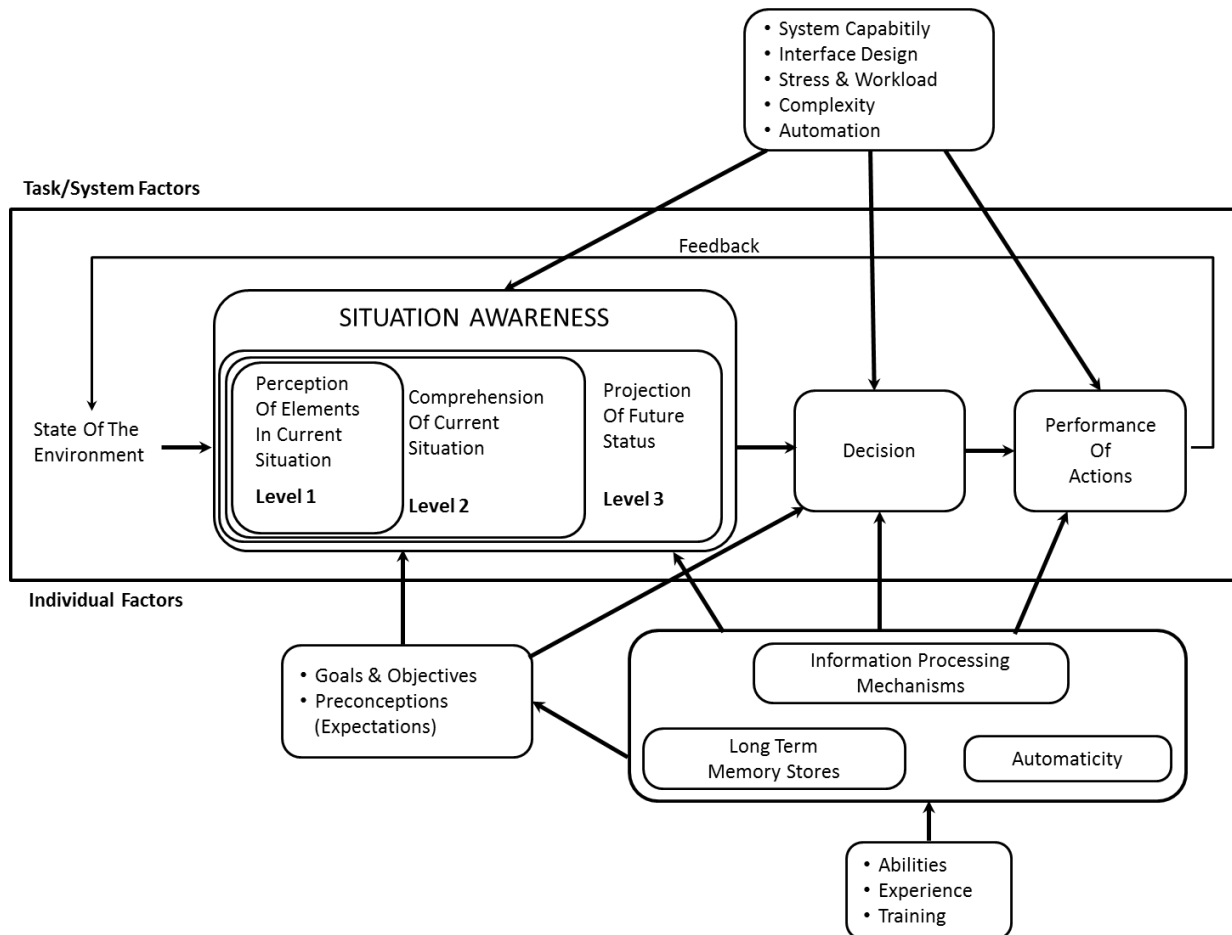 • System Capabitily
• Interface Design
• Stress & Workload
• Complexity
• Automation
Task/System Factors
Feedback
SITUATION AWARENESS
Perception
Of Elements
In Current
Situation
Level 1
Comprehension
Of Current
Situation
Level 2
Projection
Of Future
Status
Level 3
State Of The
Environment
Decision
Performance
Of
Actions
Individual Factors
• Goals & Objectives
• Preconceptions
(Expectations)
Information Processing
Mechanisms
Long Term
Memory Stores
Automaticity
• Abilities
• Experience
• Training